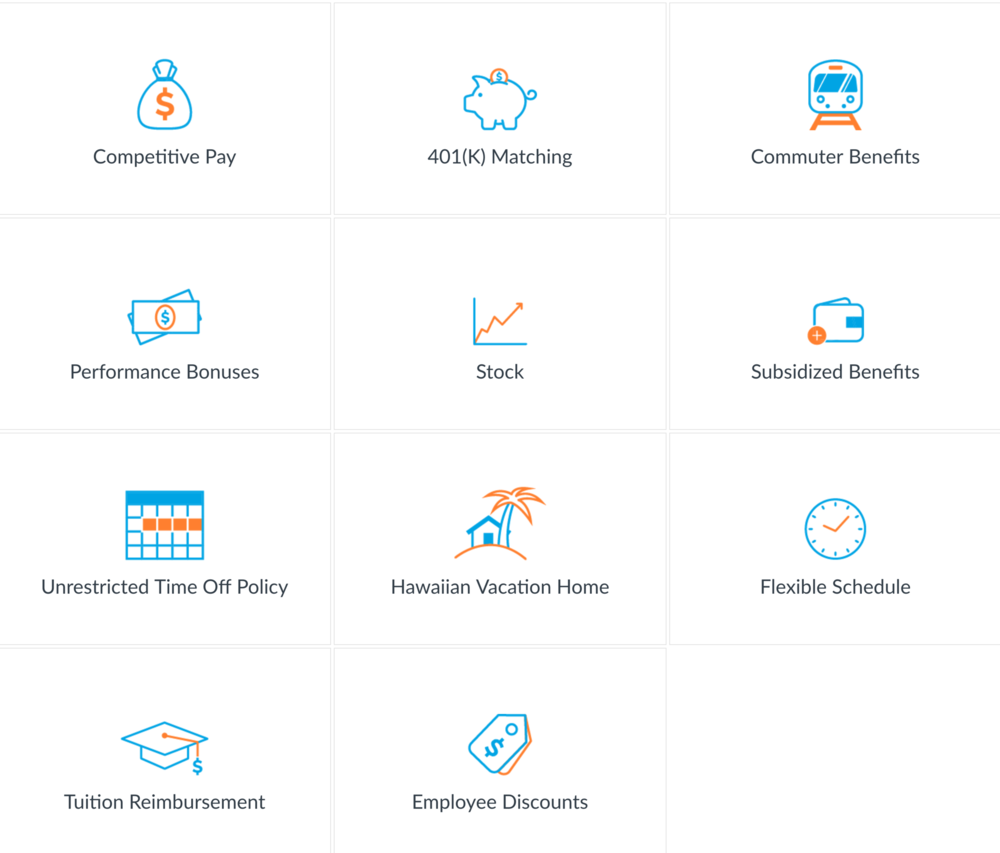 $
$
Competitive Pay
401(K) Matching
Commuter Benefits
$
Performance Bonuses
Stock
Subsidized Benefits
Unrestricted Time Off Policy
Hawaiian Vacation Home
Flexible Schedule
$
$
Tuition Reimbursement
Employee Discounts